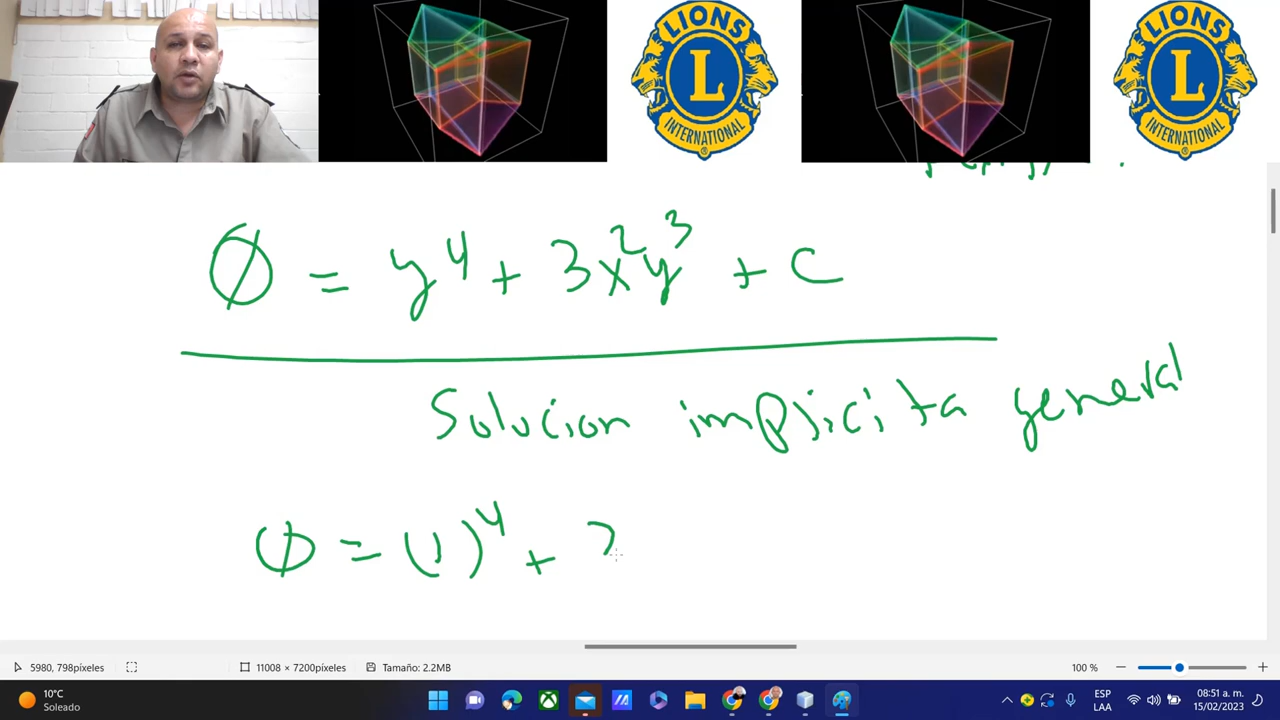 LIONS
L
INTERNATIONAL
LIONS
L
INTERNATIONAL
Ø = y⁴ + 3x²y³ + c
Solucion implicita general
Ø = (1)⁴ + 3
5980, 798píxeles
11008 × 7200píxeles
Tamaño: 2.2MB
100 %
10°C
Soleado
ESP
LAA
08:51 a. m.
15/02/2023